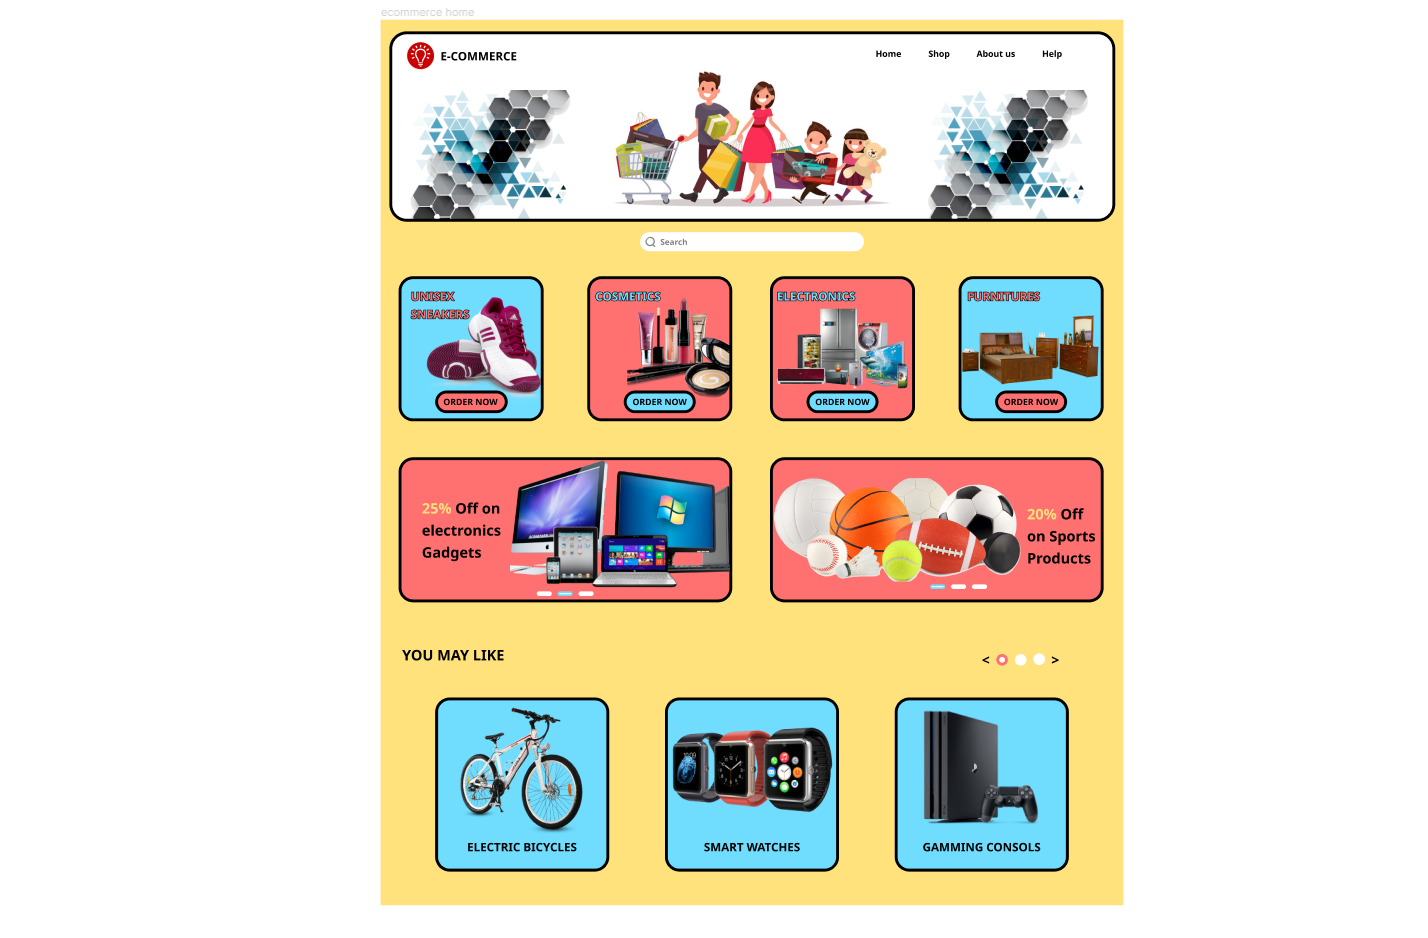 ecommerce home
E-COMMERCE
Home Shop About us Help
Search
UNISEX
SNEAKERS
ORDER NOW
COSMETICS
ORDER NOW
ELECTRONICS
ORDER NOW
FURNITURES
ORDER NOW
25% Off on
electronics
Gadgets
20% Off
on Sports
Products
YOU MAY LIKE
< >
ELECTRIC BICYCLES
SMART WATCHES
GAMMING CONSOLS